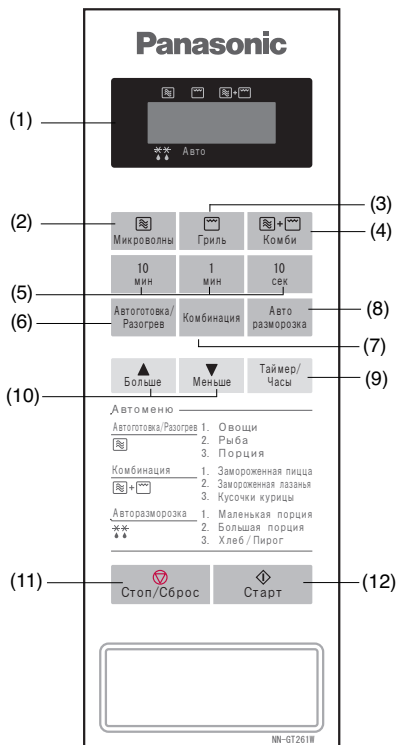 Panasonic
(1)
Авто
(3)
(2)
(4)
Микроволны
Гриль
Комби
10 мин
1 мин
10 сек
(5)
(6)
Автоготовка/
Разогрев
Комбинация
Авто
разморозка
(8)
(7)
Больше
Меньше
Таймер/
Часы
(9)
(10)
Автоменю
Автоготовка/Разогрев
1. Овощи
2. Рыба
3. Порция
Комбинация
1. Замороженная пицца
2. Замороженная лазанья
3. Кусочки курицы
Авторазморозка
1. Маленькая порция
2. Большая порция
3. Хлеб/Пирог
(11)
Стоп/Сброс
Старт
(12)
NN-GT261W